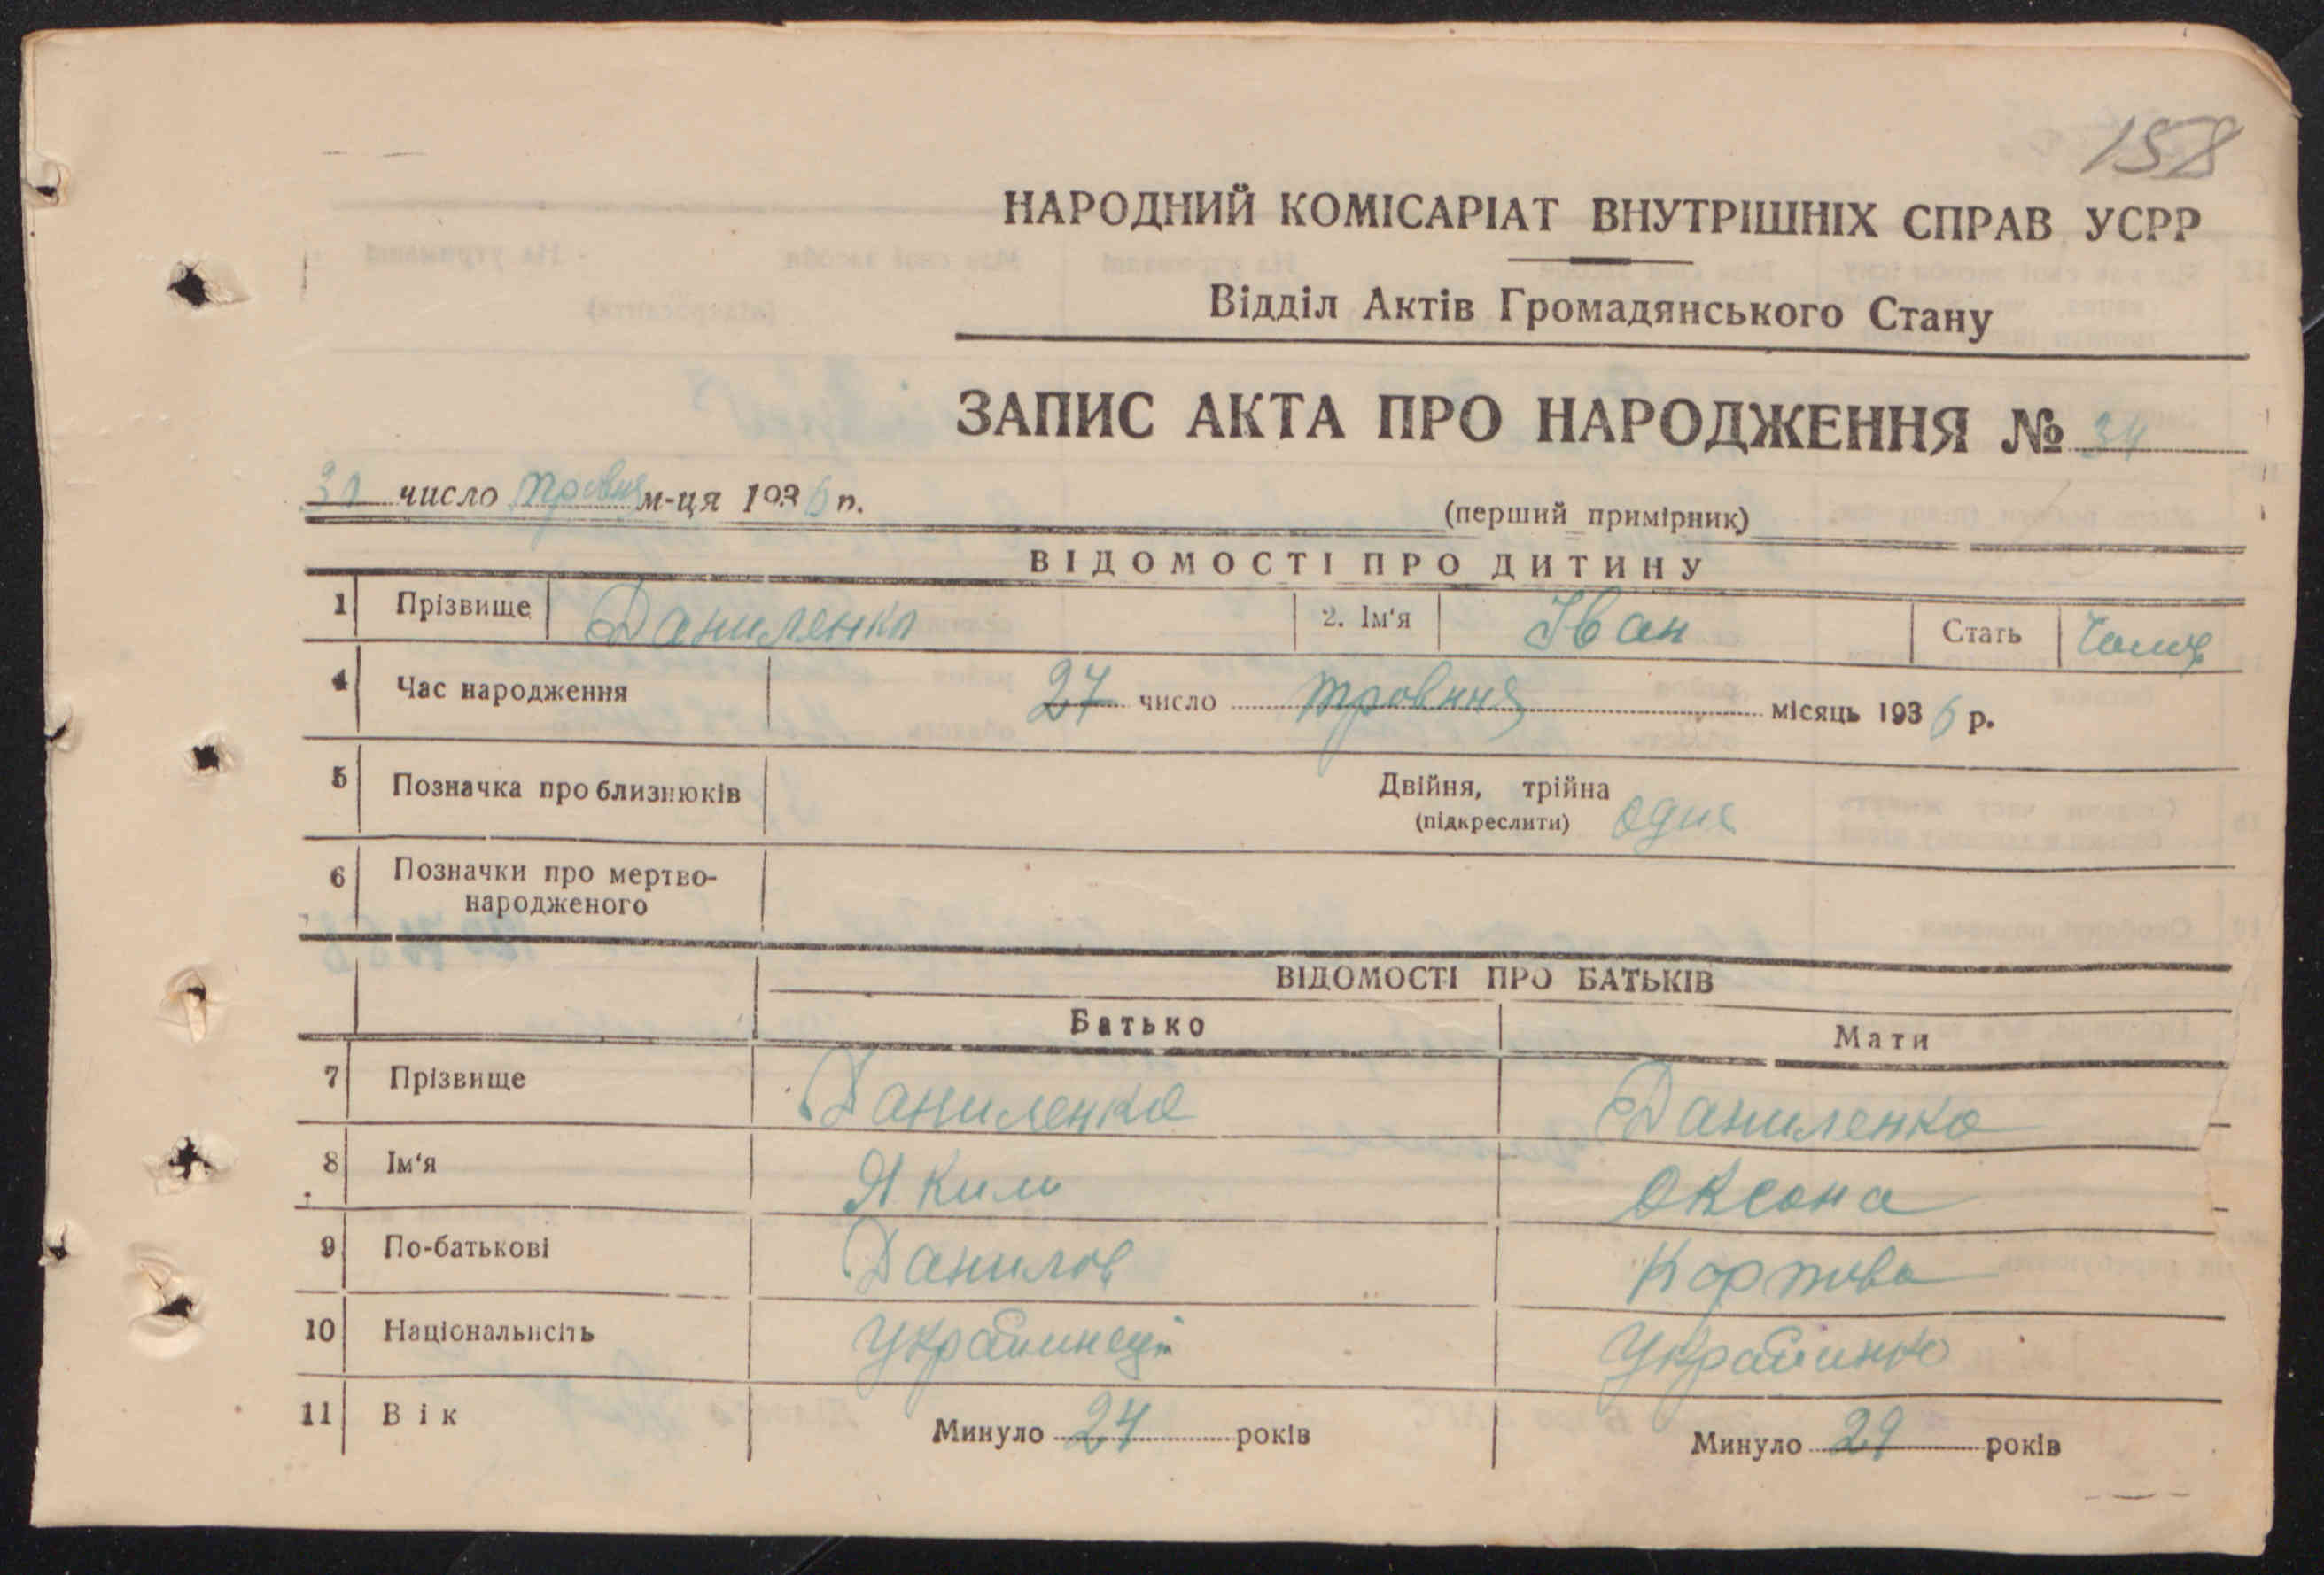 158
НАРОДНИЙ КОМІСАРІАТ ВНУТРІШНІХ СПРАВ УСРР
Відділ Актів Громадянського Стану
ЗАПИС АКТА ПРО НАРОДЖЕННЯ № 34
31 число травня м-ця 1936 р.
(перший примірник)
ВІДОМОСТІ ПРО ДИТИНУ
1 Прізвище Даниленко 2. Ім'я Іван Стать
4 Час народження 27 число травня місяць 1936 р.
5 Позначка про близнюків Двійня, трійна
(підкреслити) одне
6 Позначки про мертво-
народженого
ВІДОМОСТІ ПРО БАТЬКІВ
Батько Мати
7 Прізвище Даниленко Даниленко
8 Ім'я Яким Оксана
9 По-батькові Данилов Карпова
10 Національність Українець Українка
11 Вік Минуло 24 років Минуло 29 років